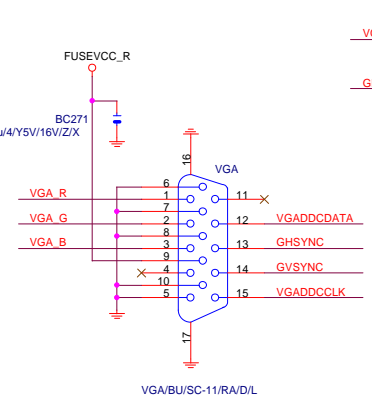 V
FUSEVCC_R
G
BC271
u/4/Y5V/16V/Z/X
16
VGA
6
VGA_R 1 11
7
VGA_G 2 12 VGADDCDATA
8
VGA_B 3 13 GHSYNC
9
4 14 GVSYNC
10
5 15 VGADDCCLK
17
VGA/BU/SC-11/RA/D/L